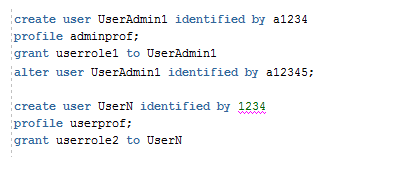 create user UserAdmin1 identified by a1234
profile adminprof;
grant userrole1 to UserAdmin1
alter user UserAdmin1 identified by a12345;
create user UserN identified by 1234
profile userprof;
grant userrole2 to UserN